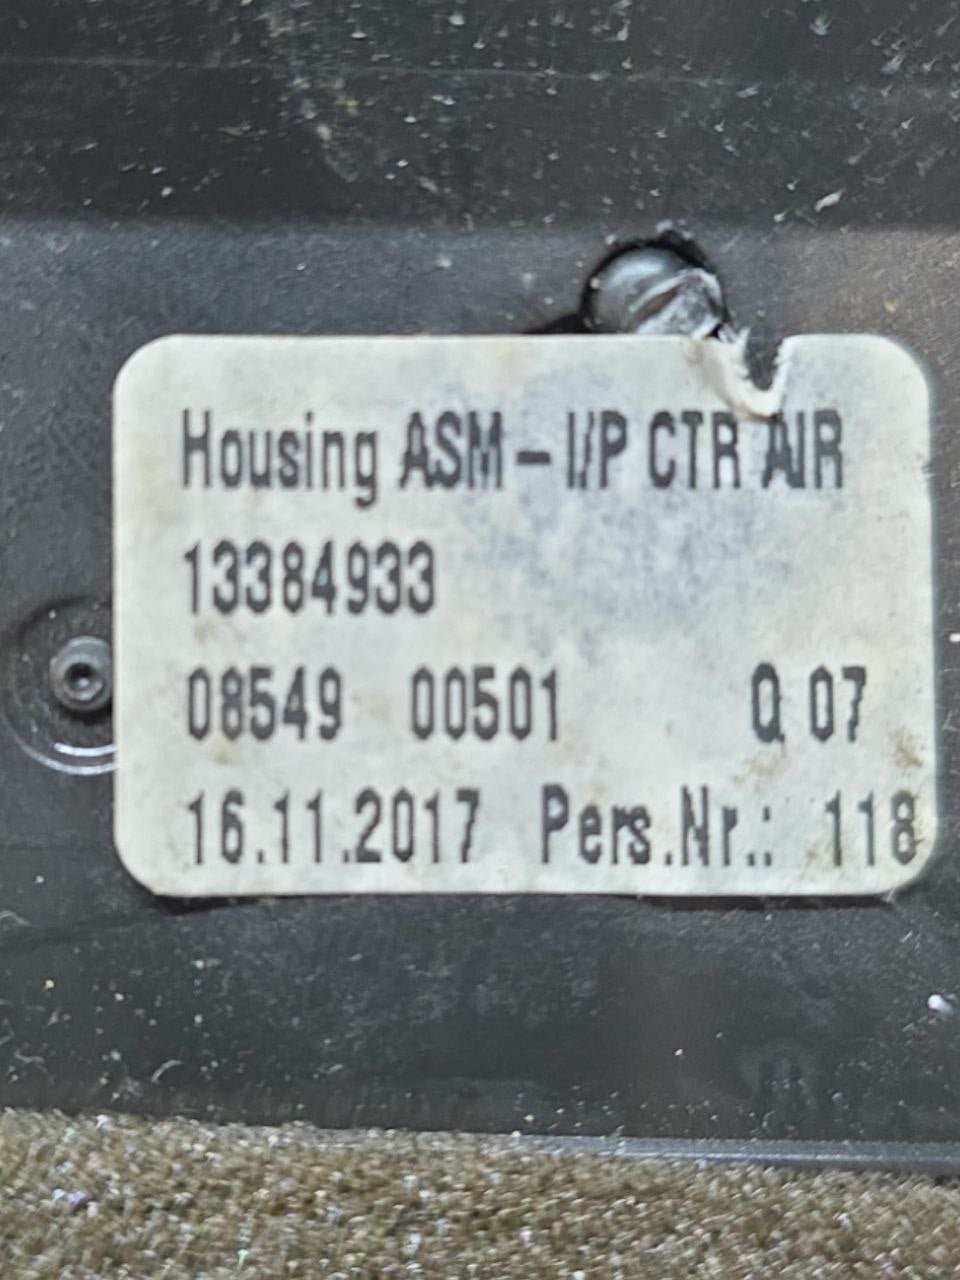 Housing ASM - I/P CTR AIR
13384933
08549 00501 Q 07
16.11.2017 Pers.Nr.: 118